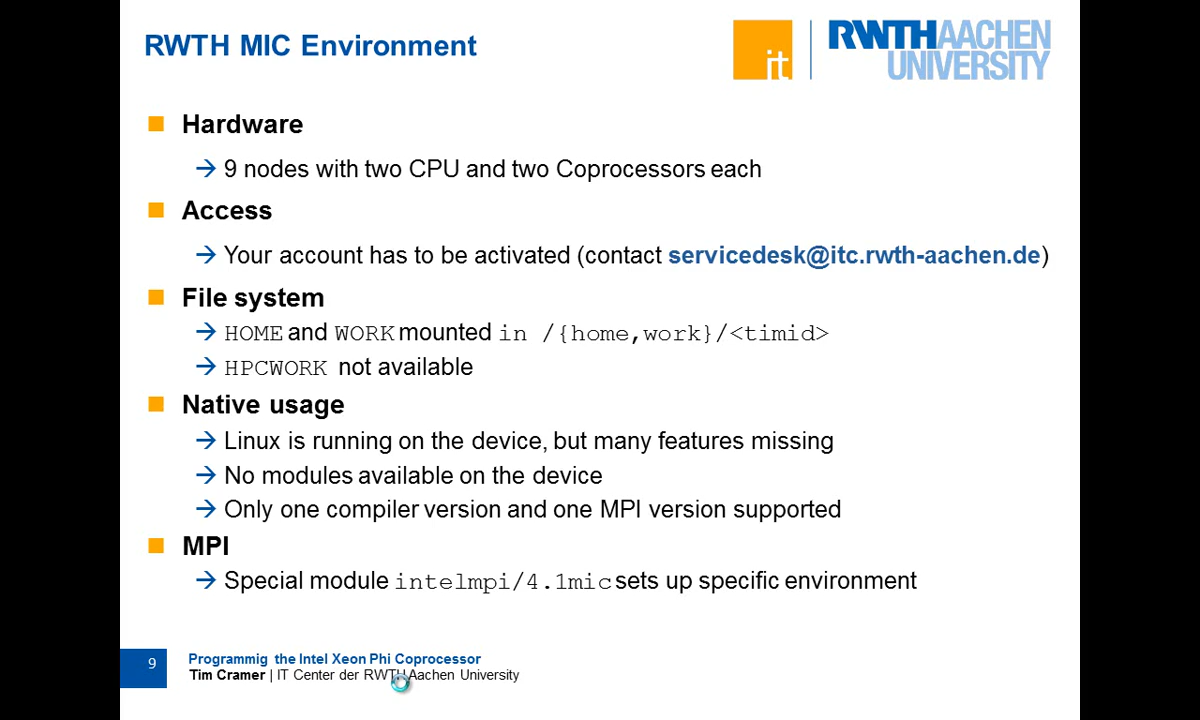 RWTH MIC Environment
it
RWTHAACHEN
UNIVERSITY
Hardware
→ 9 nodes with two CPU and two Coprocessors each
Access
→ Your account has to be activated (contact servicedesk@itc.rwth-aachen.de)
File system
→ HOME and WORK mounted in /{home,work}/<timid>
→ HPCWORK not available
Native usage
→ Linux is running on the device, but many features missing
→ No modules available on the device
→ Only one compiler version and one MPI version supported
MPI
→ Special module intelmpi/4.1mic sets up specific environment
9
Programmig the Intel Xeon Phi Coprocessor
Tim Cramer | IT Center der RWTH Aachen University